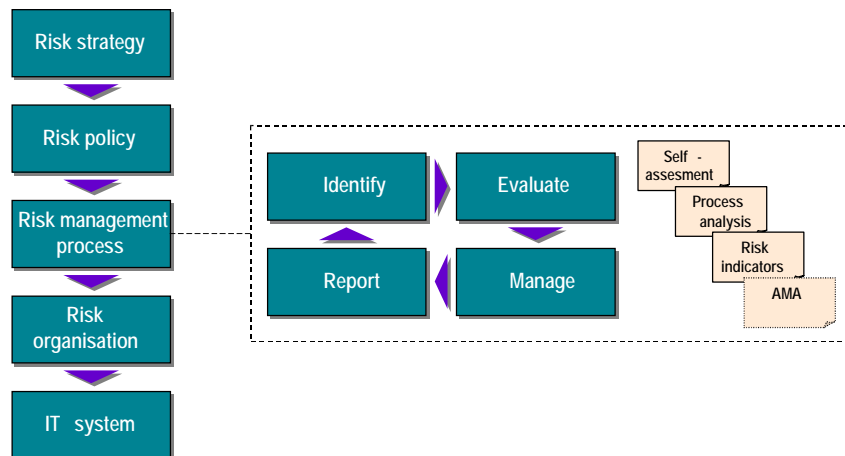 Risk strategy
Risk policy
Risk management
process
Risk
organisation
IT system
Identify
Evaluate
Report
Manage
Self -
assesment
Process
analysis
Risk
indicators
AMA